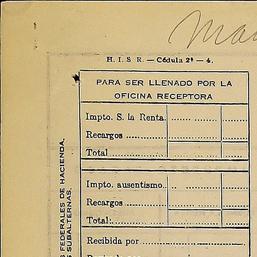 H. I. S R. — Cédula 2ª — 4.
PARA SER LLENADO POR LA
OFICINA RECEPTORA
Impto. S. la Renta
Recargos
Total
Impto. ausentismo
Recargos
Total:
Recibida por
S FEDERALES DE HACIENDA,
S SUBALTERNAS.